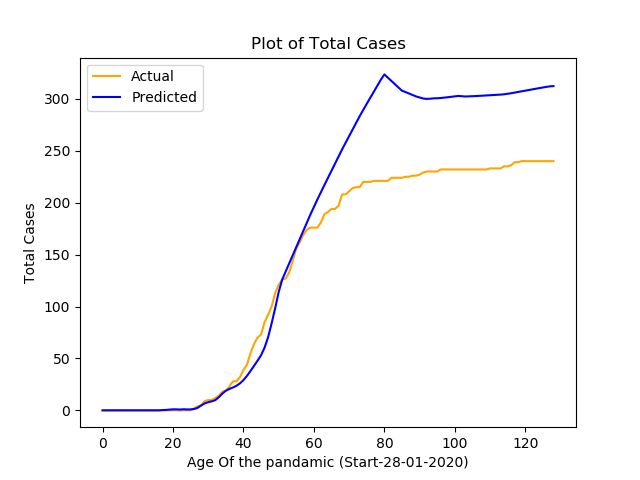 Plot of Total Cases
Actual
Predicted
300
250
200
150
100
50
0
Total Cases
0 20 40 60 80 100 120
Age Of the pandamic (Start-28-01-2020)